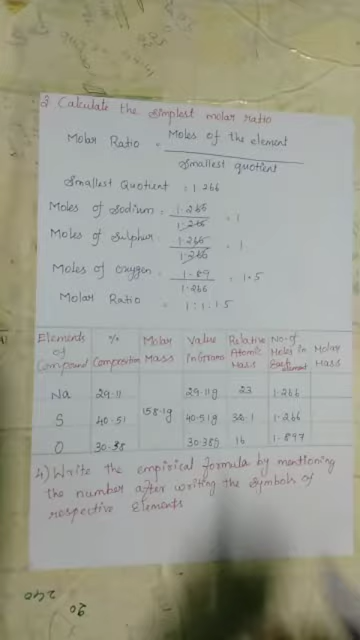 3. Calculate the simplest molar ratio
Molar Ratio = Moles of the element
Smallest quotient
Smallest Quotient = 1.266
Moles of Sodium = 1.266 = 1
1.266
Moles of Sulphur = 1.266 = 1
1.266
Moles of Oxygen = 1.89 = 1.5
1.266
Molar Ratio = 1:1:1.5
Elements of Compound % Composition Molar Mass Value In Grams Relative Atomic Mass No. of Moles In Each element Molar Mass
Na 29.11 29.11g 23 1.266
S 40.51 158.1g 40.51g 32.1 1.266
O 30.38 30.38g 16 1.897
4) Write the empirical formula by mentioning
the number after writing the symbols of
respective Elements
240
20